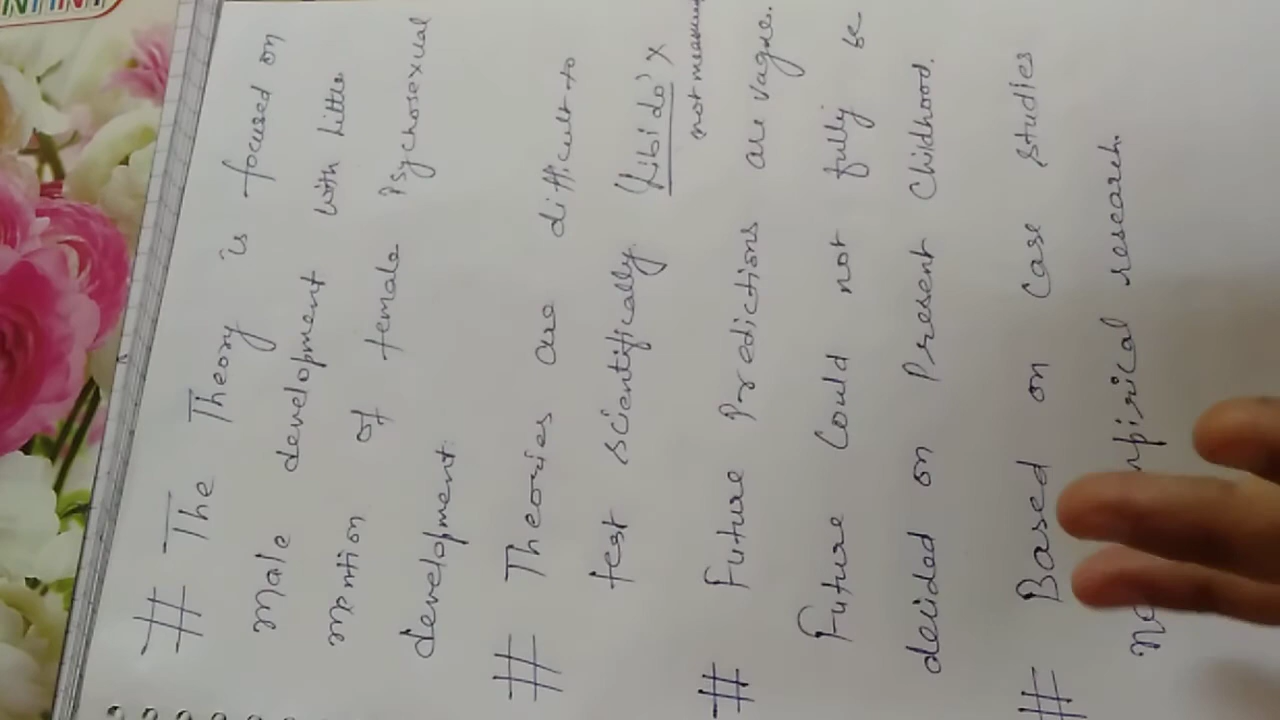 # The Theory is focused on
male development with little
mention of female Psychosexual
development.
# Theories are difficult to
test scientifically. 'Libido' x
not
# Future Predictions are vague.
Future Could not fully be
decided on Present Childhood.
# Based on Case Studies
research.